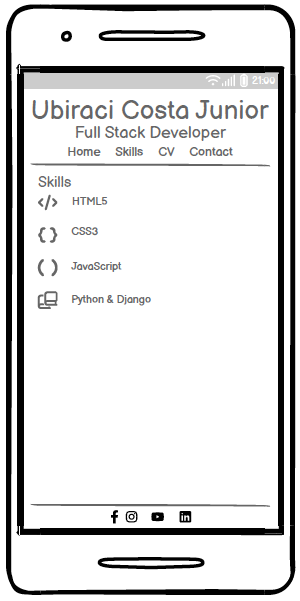 21:00
Ubiraci Costa Junior
Full Stack Developer
Home Skills CV Contact
Skills
HTML5
CSS3
JavaScript
Python & Django